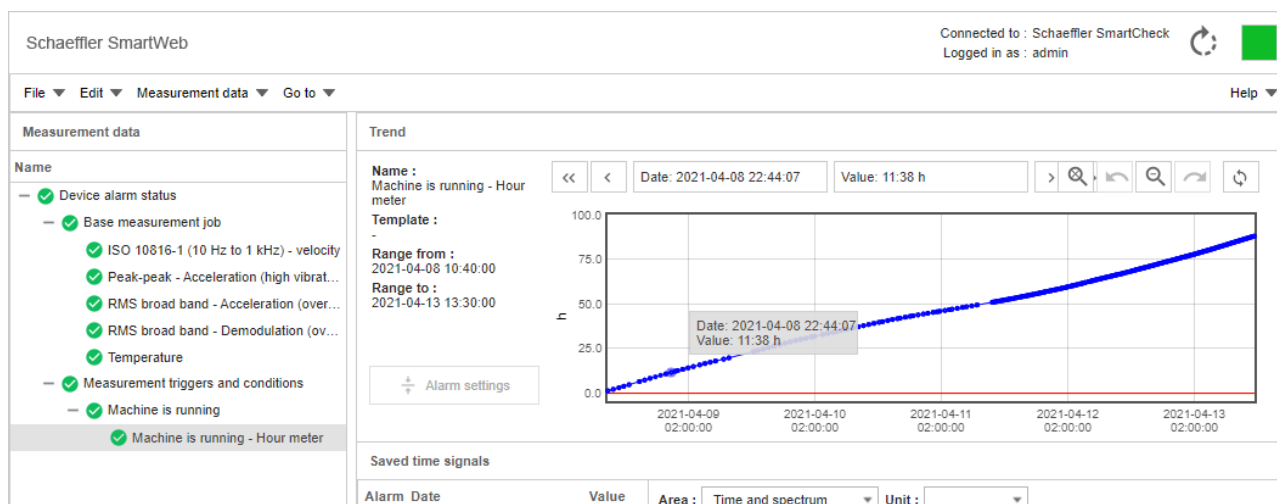 Schaeffler SmartWeb
Connected to : Schaeffler SmartCheck
Logged in as : admin
File Edit Measurement data Go to Help
Measurement data
Name
Device alarm status
Base measurement job
ISO 10816-1 (10 Hz to 1 kHz) - velocity
Peak-peak - Acceleration (high vibrat...
RMS broad band - Acceleration (over...
RMS broad band - Demodulation (ov...
Temperature
Measurement triggers and conditions
Machine is running
Machine is running - Hour meter
Trend
Name :
Machine is running - Hour
meter
Template :
-
Range from :
2021-04-08 10:40:00
Range to :
2021-04-13 13:30:00
Alarm settings
<< < Date: 2021-04-08 22:44:07 Value: 11:38 h >
100.0
75.0
50.0
25.0
0.0
h
Date: 2021-04-08 22:44:07
Value: 11:38 h
2021-04-09 2021-04-10 2021-04-11 2021-04-12 2021-04-13
02:00:00 02:00:00 02:00:00 02:00:00 02:00:00
Saved time signals
Alarm Date Value
Area : Time and spectrum Unit :